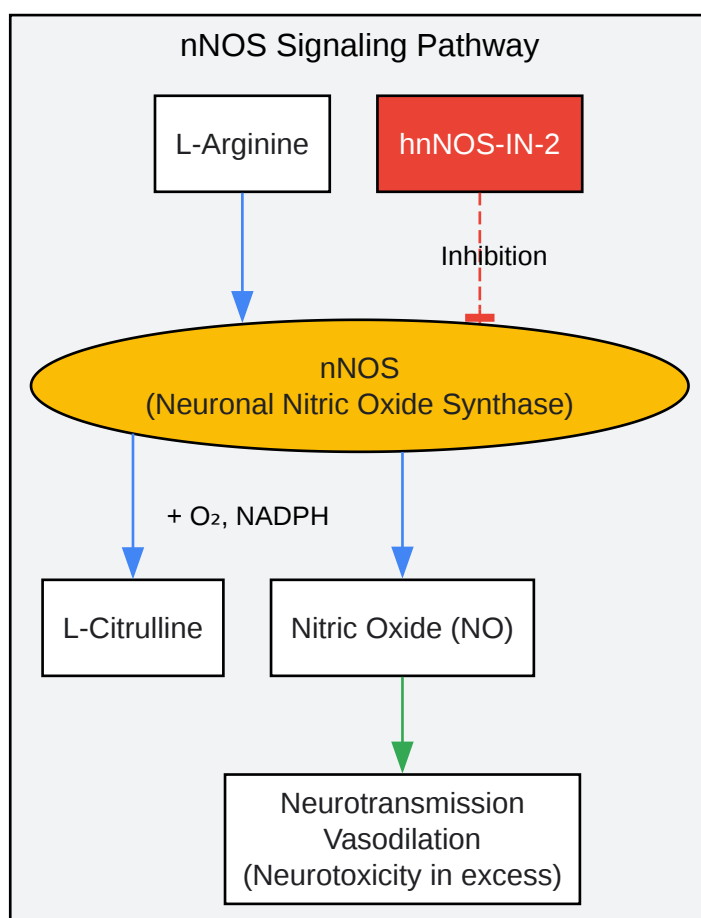 nNOS Signaling Pathway
L-Arginine
hnNOS-IN-2
Inhibition
nNOS
(Neuronal Nitric Oxide Synthase)
+ O₂, NADPH
L-Citrulline
Nitric Oxide (NO)
Neurotransmission
Vasodilation
(Neurotoxicity in excess)